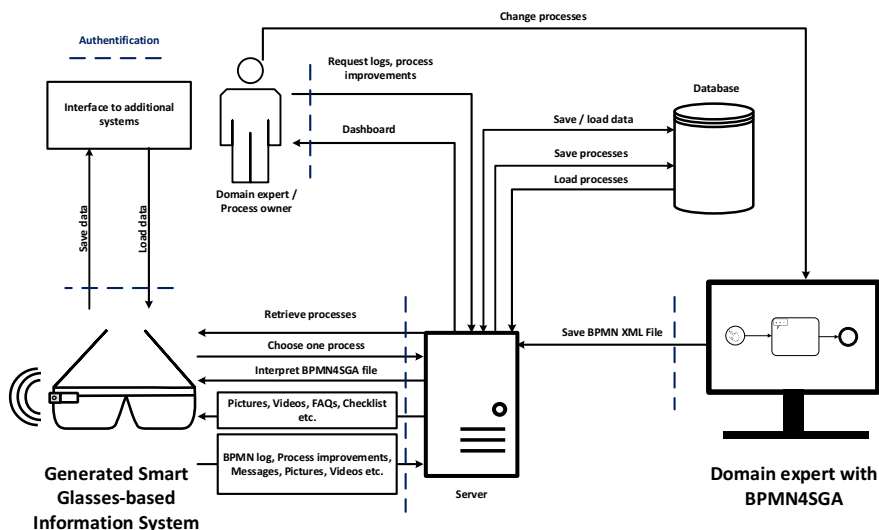 Change processes
Authentification
Request logs, process
improvements
Interface to additional
systems
Database
Save / load data
Dashboard
Save processes
Load processes
Domain expert /
Process owner
Save data
Load data
Retrieve processes
Save BPMN XML File
Choose one process
Interpret BPMN4SGA file
Pictures, Videos, FAQs, Checklist
etc.
BPMN log, Process improvements,
Messages, Pictures, Videos etc.
Generated Smart
Glasses-based
Information System
Server
Domain expert with
BPMN4SGA